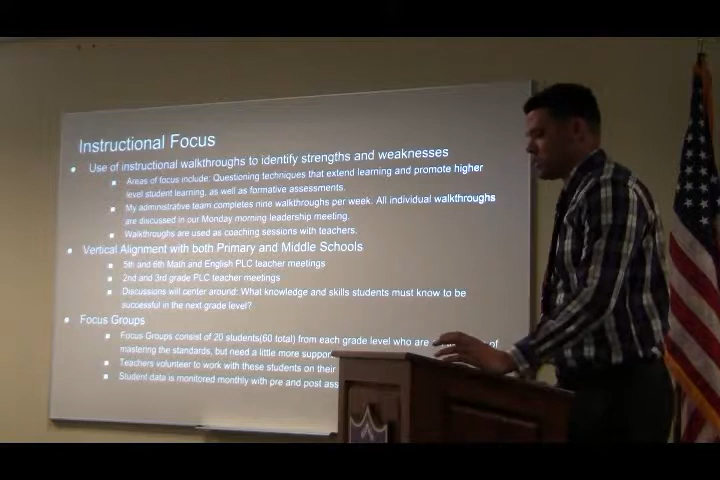 Instructional Focus
Use of instructional walkthroughs to identify strengths and weaknesses
Areas of focus include: Questioning techniques that extend learning and promote higher
level student learning, as well as formative assessments.
My administrative team completes nine walkthroughs per week. All individual walkthroughs
are discussed in our Monday morning leadership meeting.
Walkthroughs are used as coaching sessions with teachers.
Vertical Alignment with both Primary and Middle Schools
5th and 6th Math and English PLC teacher meetings
2nd and 3rd grade PLC teacher meetings
Discussions will center around: What knowledge and skills students must know to be
successful in the next grade level?
Focus Groups
Focus Groups consist of 20 students(60 total) from each grade level who are of
mastering the standards, but need a little more suppor
Teachers volunteer to work with these students on their
Student data is monitored monthly with pre and post ass